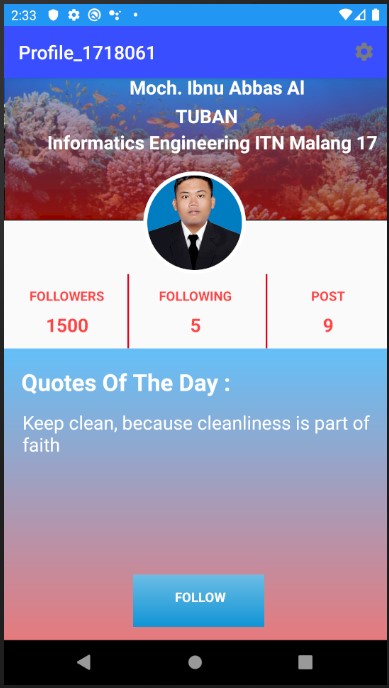 2:33
Profile_1718061
Moch. Ibnu Abbas Al
TUBAN
Informatics Engineering ITN Malang 17
FOLLOWERS FOLLOWING POST
1500 5 9
Quotes Of The Day :
Keep clean, because cleanliness is part of
faith
FOLLOW